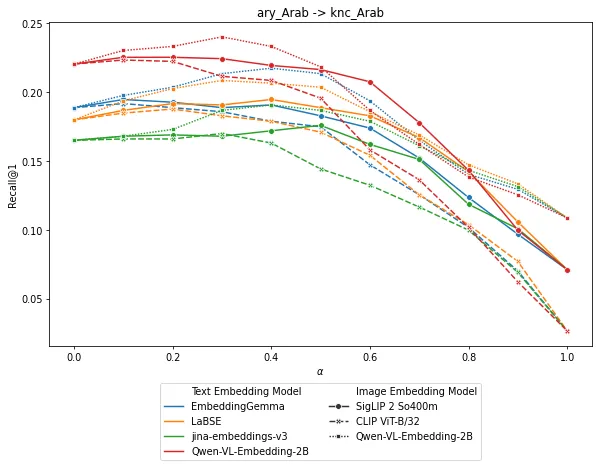 ary_Arab -> knc_Arab
0.25
0.20
0.15
0.10
0.05
Recall@1
0.0 0.2 0.4 0.6 0.8 1.0
α
Text Embedding Model Image Embedding Model
EmbeddingGemma SigLIP 2 So400m
LaBSE CLIP ViT-B/32
jina-embeddings-v3 Qwen-VL-Embedding-2B
Qwen-VL-Embedding-2B